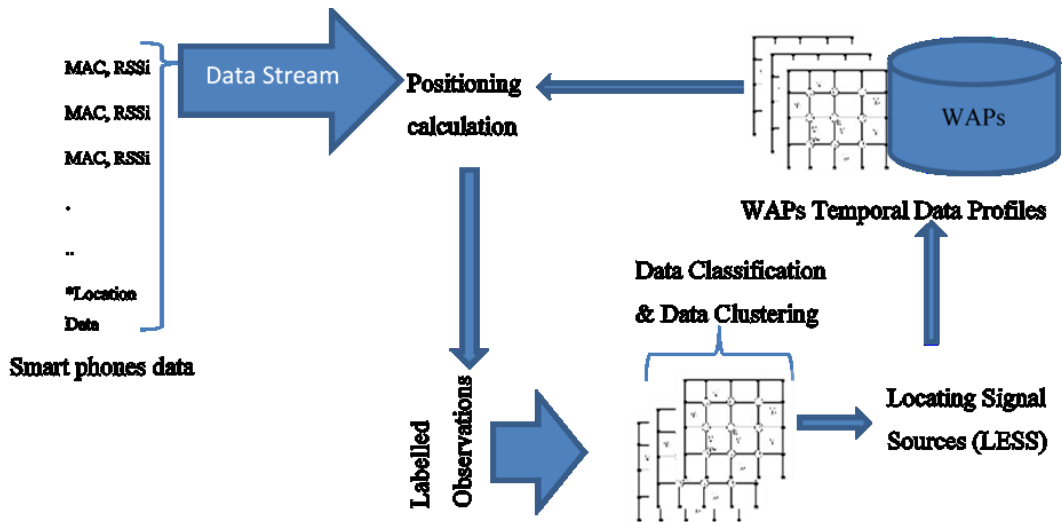 MAC, RSSi
MAC, RSSi
MAC, RSSi
.
..
*Location
Data
Smart phones data
Data Stream
Positioning
calculation
WAPs
WAPs Temporal Data Profiles
Data Classification
& Data Clustering
Labelled
Observations
Locating Signal
Sources (LESS)